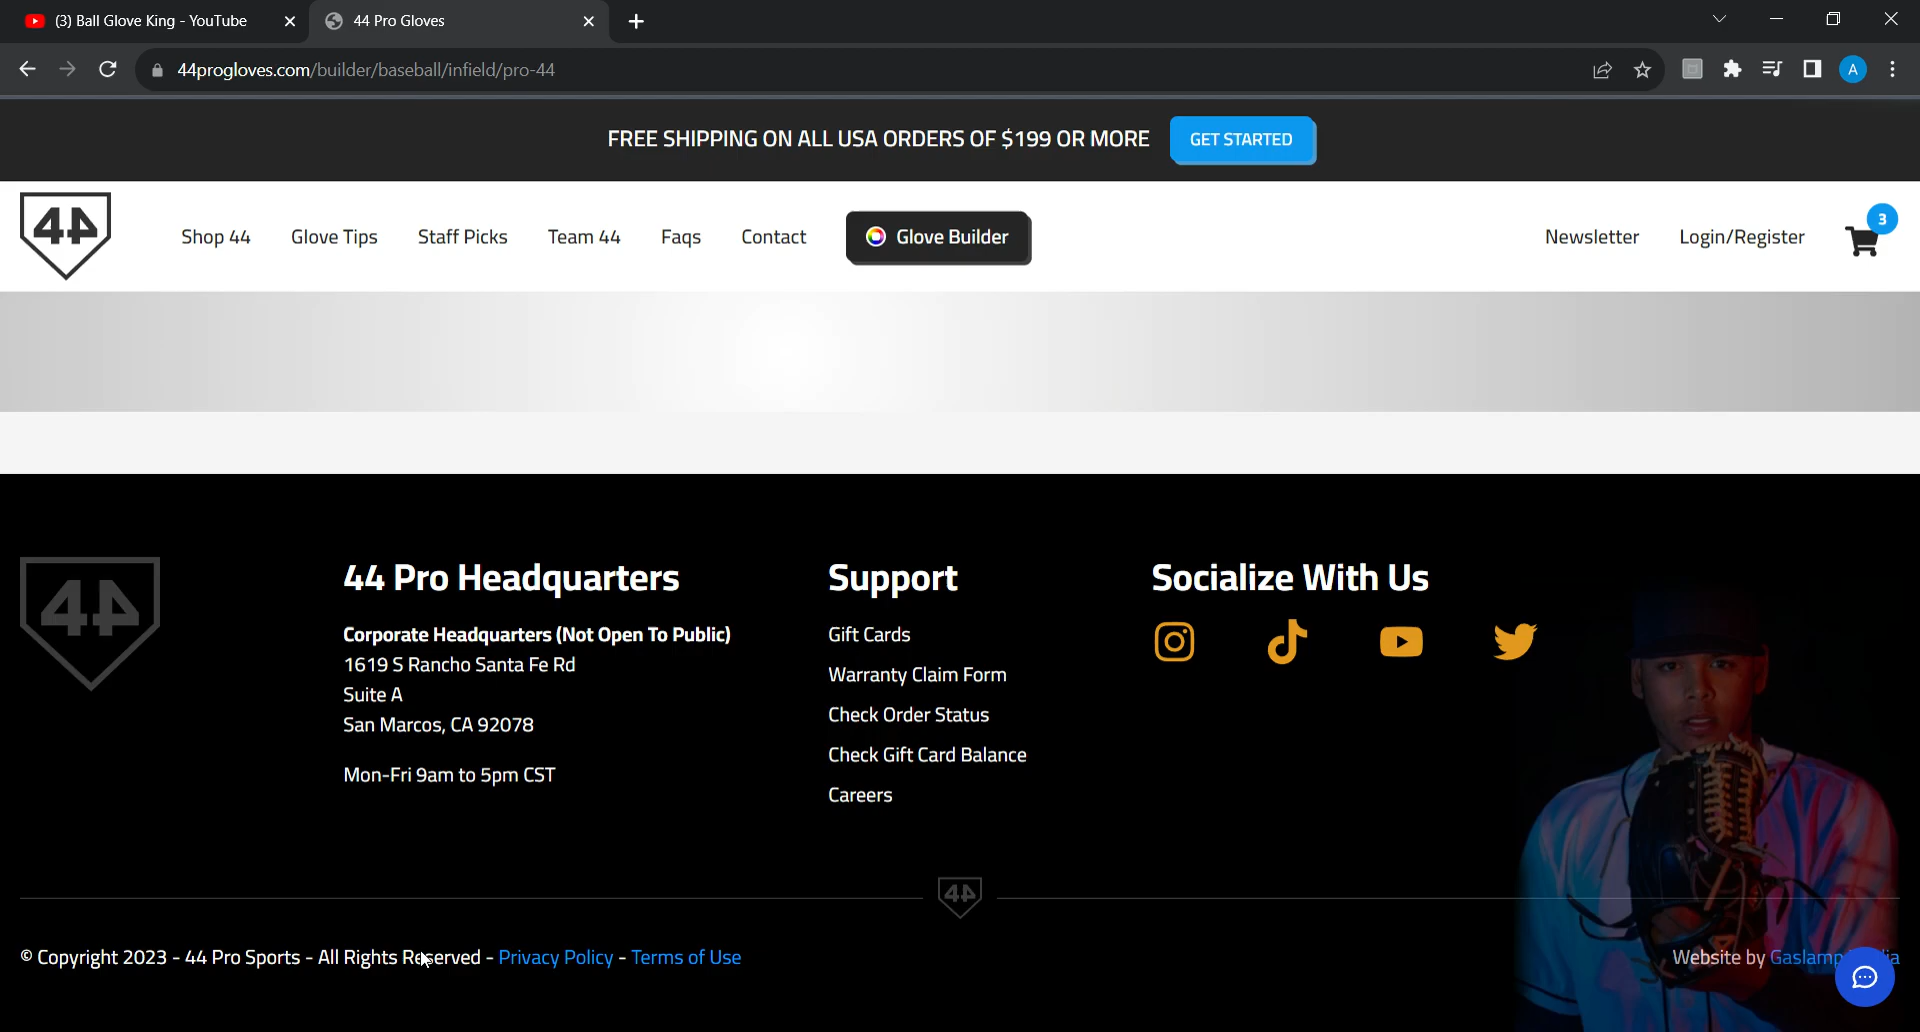 (3) Ball Glove King - YouTube
44 Pro Gloves
44progloves.com/builder/baseball/infield/pro-44
A
FREE SHIPPING ON ALL USA ORDERS OF $199 OR MORE
GET STARTED
44
Shop 44
Glove Tips
Staff Picks
Team 44
Faqs
Contact
Glove Builder
Newsletter
Login/Register
3
44
44 Pro Headquarters
Corporate Headquarters (Not Open To Public)
1619 S Rancho Santa Fe Rd
Suite A
San Marcos, CA 92078
Mon-Fri 9am to 5pm CST
Support
Gift Cards
Warranty Claim Form
Check Order Status
Check Gift Card Balance
Careers
Socialize With Us
44
© Copyright 2023 - 44 Pro Sports - All Rights Reserved - Privacy Policy - Terms of Use
Website by